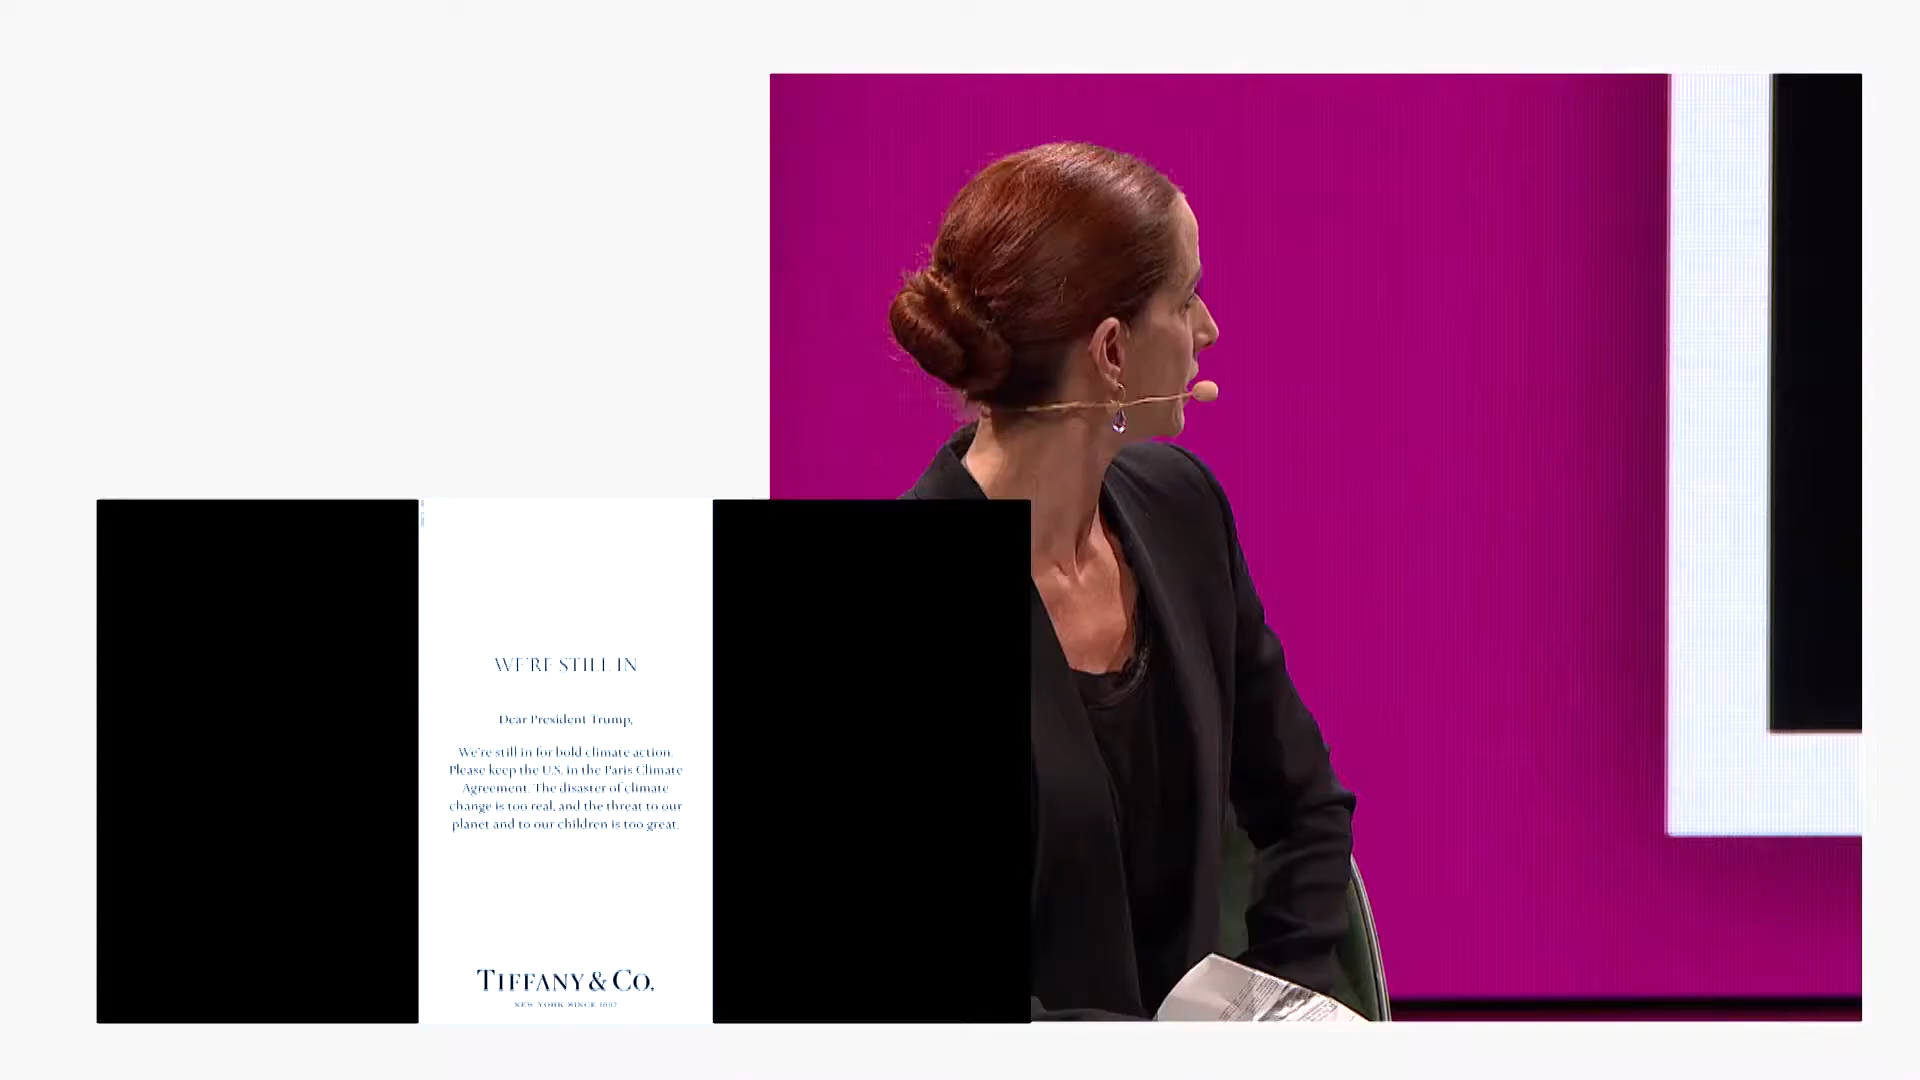 WE'RE STILL IN
Dear President Trump,
We're still in for bold climate action.
Please keep the U.S. in the Paris Climate
Agreement. The disaster of climate
change is too real, and the threat to our
planet and to our children is too great.
TIFFANY & CO.
NEW YORK SINCE 1837